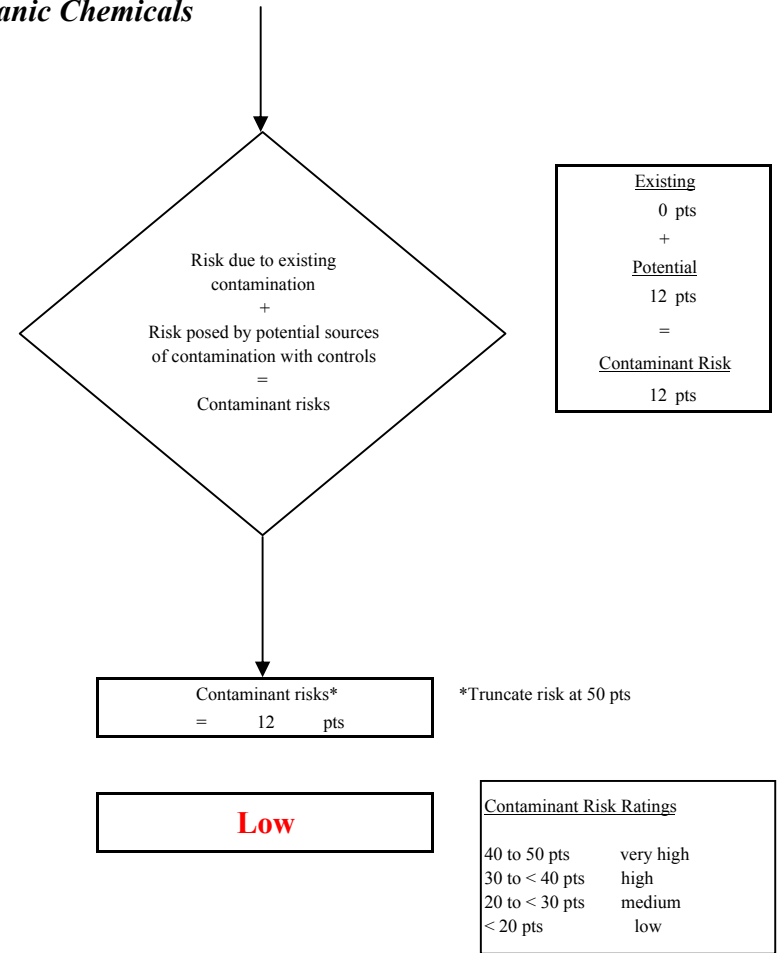 anic Chemicals
Risk due to existing
contamination
+
Risk posed by potential sources
of contamination with controls
=
Contaminant risks
Existing
0 pts
+
Potential
12 pts
=
Contaminant Risk
12 pts
Contaminant risks*
= 12 pts
*Truncate risk at 50 pts
Low
Contaminant Risk Ratings
40 to 50 pts very high
30 to < 40 pts high
20 to < 30 pts medium
< 20 pts low